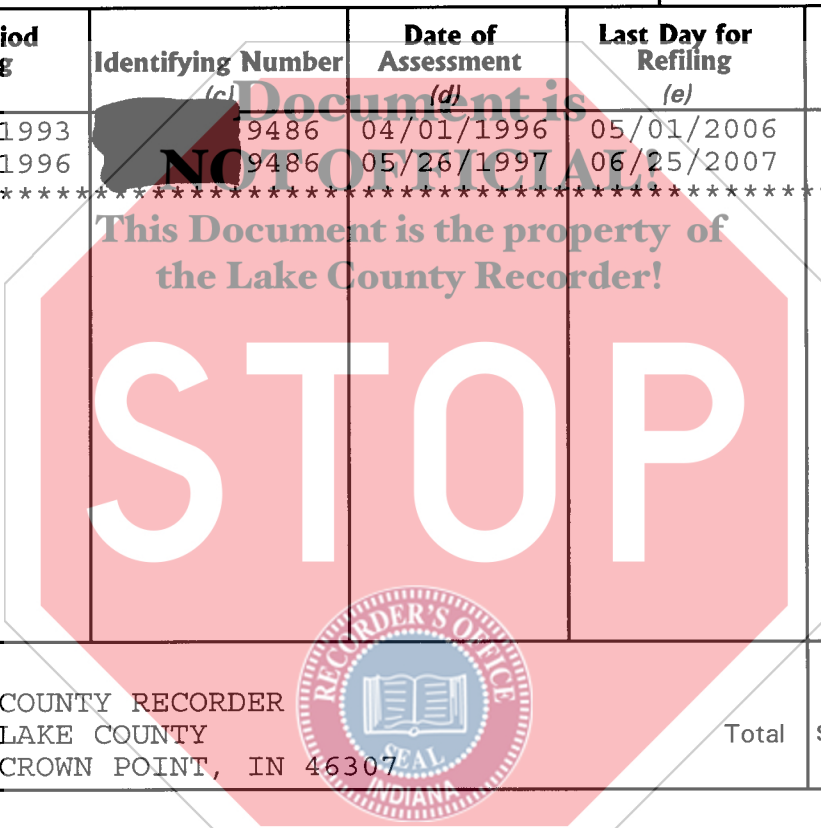 iod Date of Last Day for
g Identifying Number Assessment Refiling
(c) (d) (e)
Document is
1993 9486 04/01/1996 05/01/2006
1996 9486 05/26/1997 06/25/2007
NOT OFFICIAL!
************************************************
This Document is the property of
the Lake County Recorder!
STOP
RECORDER'S OFFICE
SEAL
INDIANA
COUNTY RECORDER
LAKE COUNTY Total
CROWN POINT, IN 46307